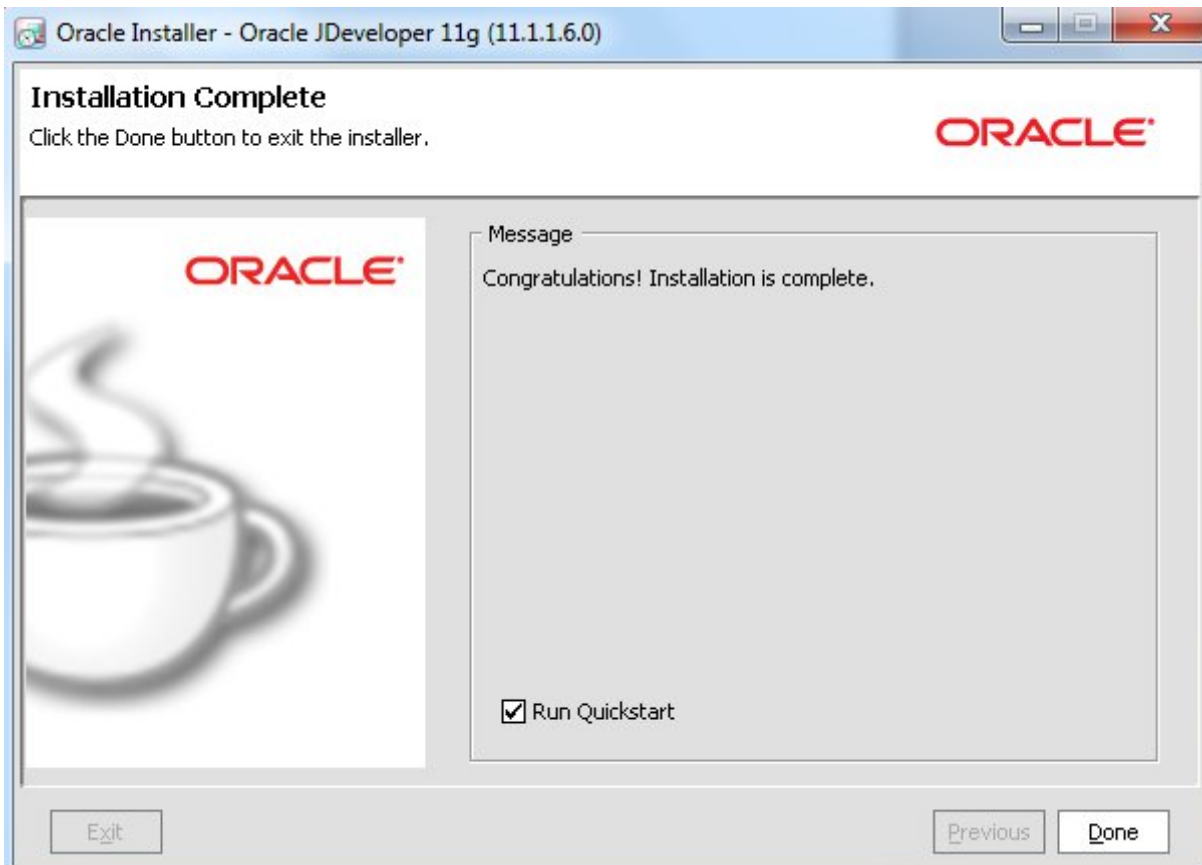 Oracle Installer - Oracle JDeveloper 11g (11.1.1.6.0)
Installation Complete
Click the Done button to exit the installer.
ORACLE
ORACLE
Message
Congratulations! Installation is complete.
Run Quickstart
Exit
Previous
Done